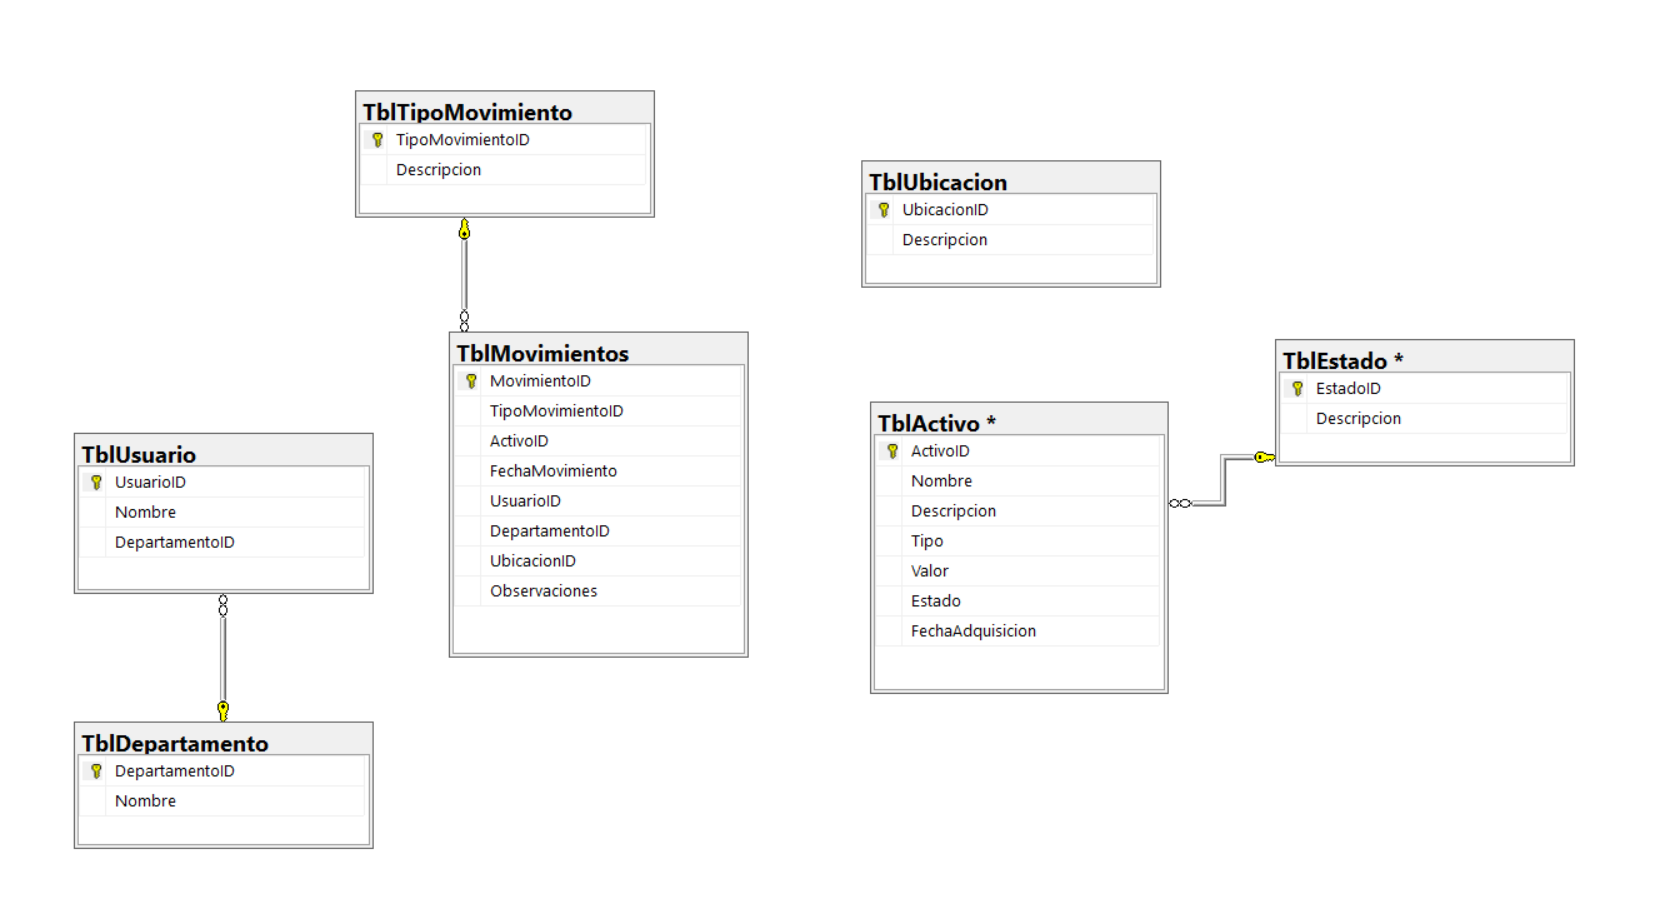 TblTipoMovimiento
TipoMovimientoID
Descripcion
TblUbicacion
UbicacionID
Descripcion
TblMovimientos
MovimientoID
TipoMovimientoID
ActivoID
FechaMovimiento
UsuarioID
DepartamentoID
UbicacionID
Observaciones
TblEstado *
EstadoID
Descripcion
TblActivo *
ActivoID
Nombre
Descripcion
Tipo
Valor
Estado
FechaAdquisicion
TblUsuario
UsuarioID
Nombre
DepartamentoID
TblDepartamento
DepartamentoID
Nombre